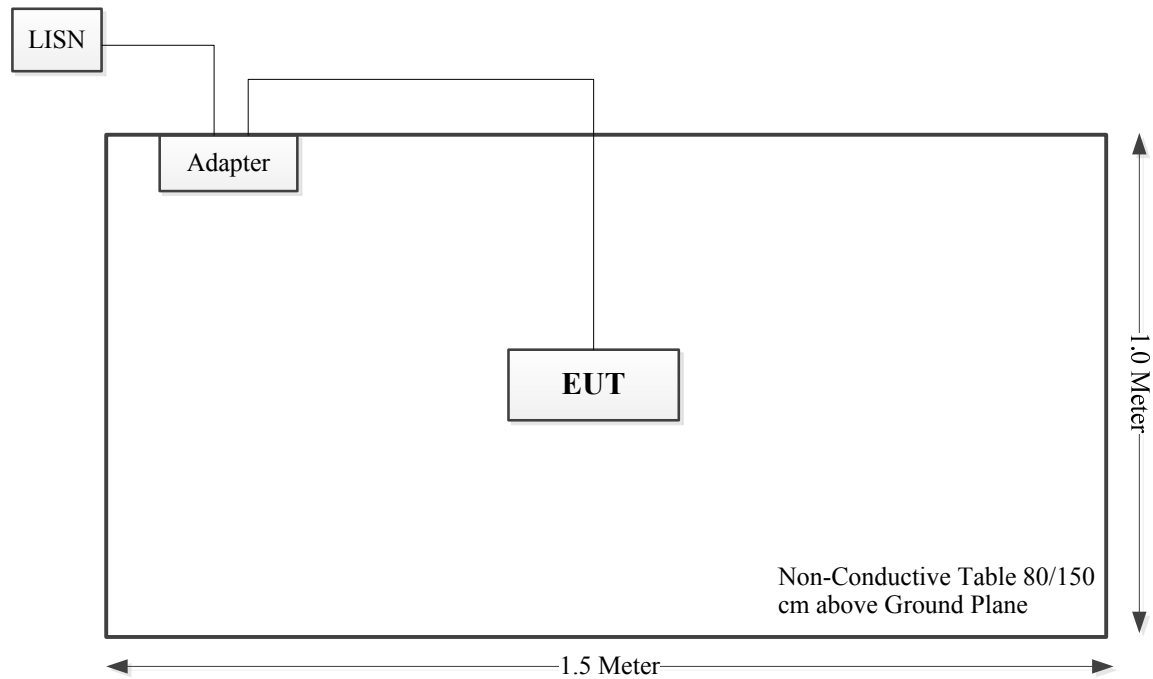 LISN
Adapter
EUT
1.0 Meter
Non-Conductive Table 80/150
cm above Ground Plane
1.5 Meter